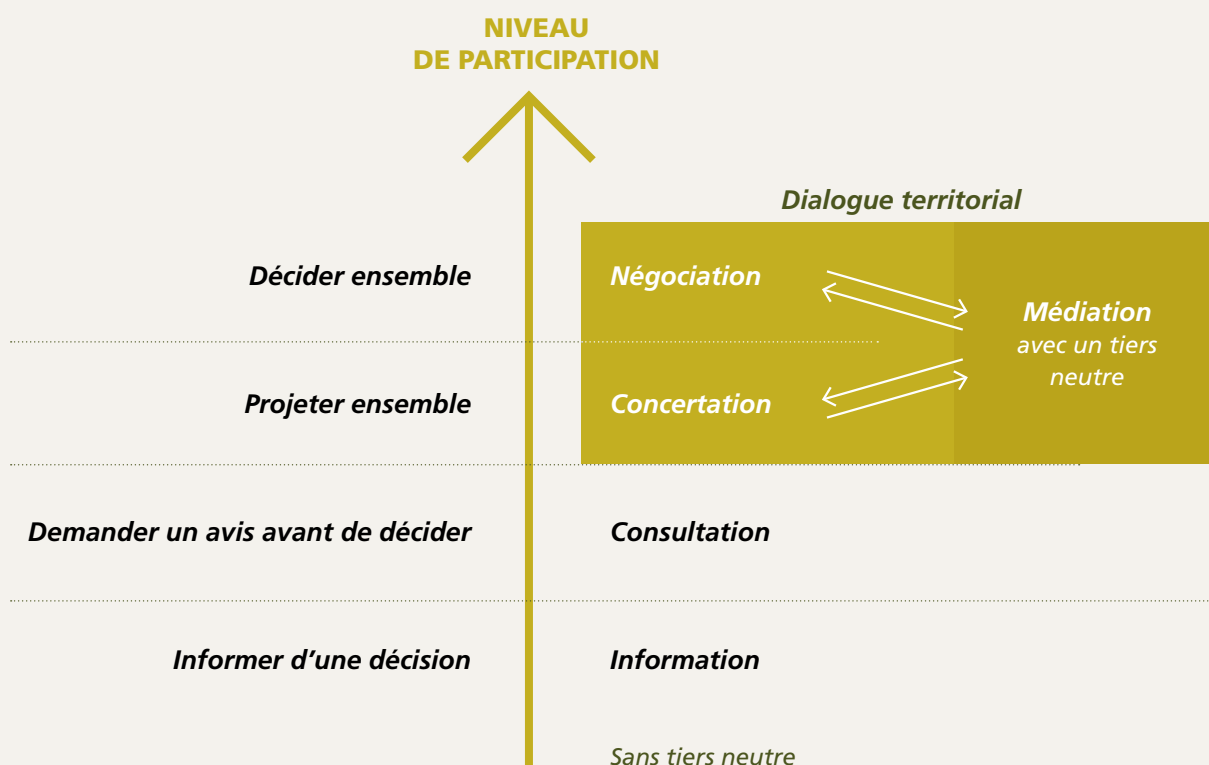 NIVEAU
DE PARTICIPATION
Dialogue territorial
Décider ensemble
Négociation
Médiation
avec un tiers
neutre
Projeter ensemble
Concertation
Demander un avis avant de décider
Consultation
Informer d'une décision
Information
Sans tiers neutre